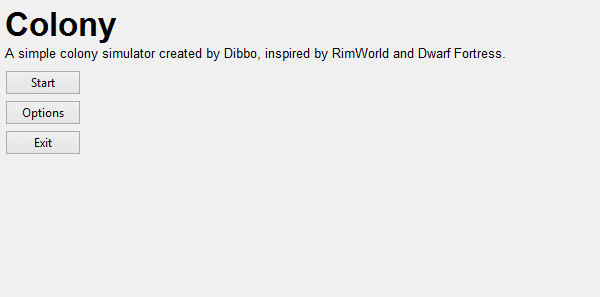 Colony
A simple colony simulator created by Dibbo, inspired by RimWorld and Dwarf Fortress.
Start
Options
Exit